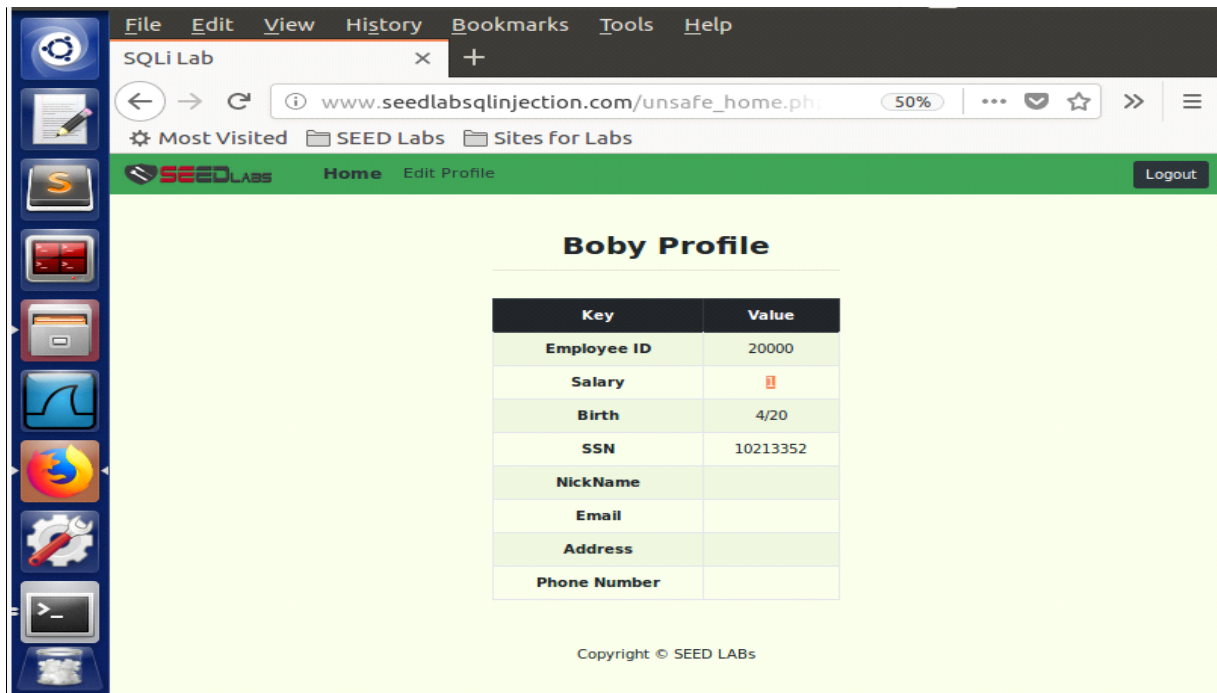 File Edit View History Bookmarks Tools Help
SQLi Lab
www.seedlabsqlinjection.com/unsafe_home.ph 50%
Most Visited SEED Labs Sites for Labs
SEEDLABS Home Edit Profile Logout
Boby Profile
Key Value
Employee ID 20000
Salary 1
Birth 4/20
SSN 10213352
NickName
Email
Address
Phone Number
Copyright © SEED LABs